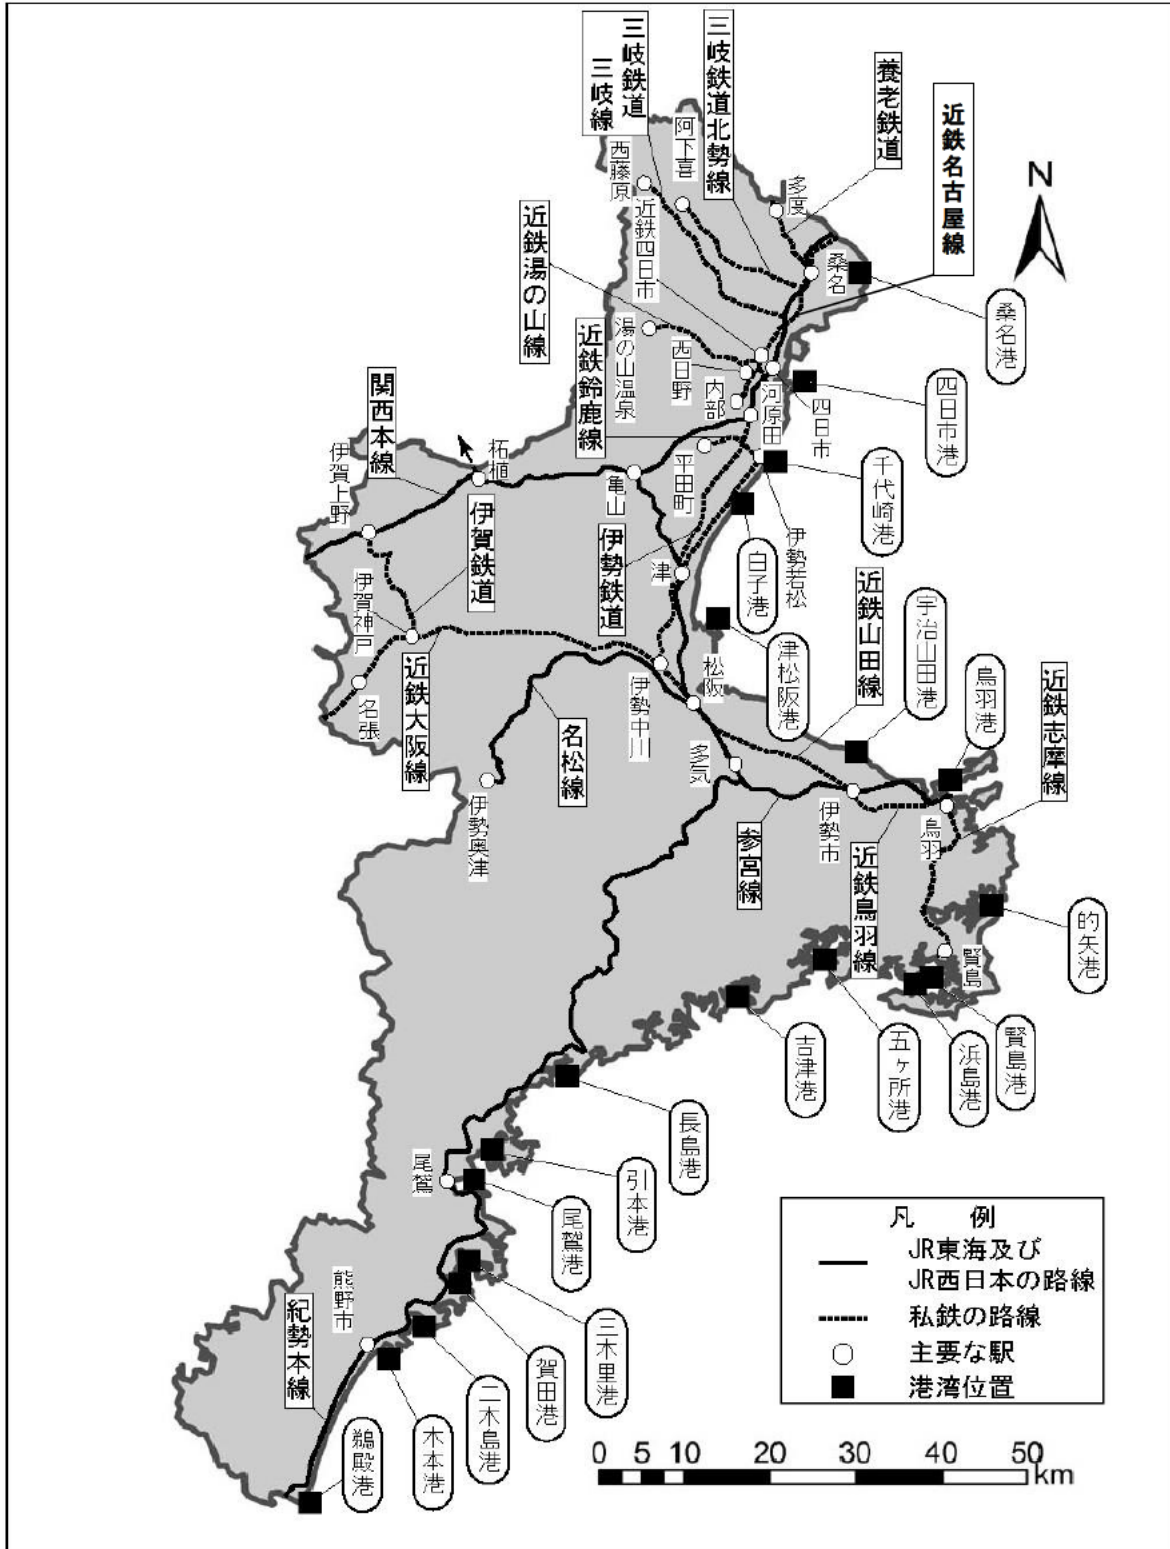 三岐鉄道
三岐線
三岐鉄道北勢線
養老鉄道
近鉄名古屋線
阿下喜
西藤原
多度
近鉄四日市
桑名
N
近鉄湯の山線
桑名港
湯の山温泉
西日野
近鉄鈴鹿線
内部
河原田
四日市
四日市港
関西本線
柘植
伊賀上野
亀山
平田町
千代崎港
伊賀鉄道
伊勢鉄道
白子港
伊勢若松
津
近鉄山田線
宇治山田港
伊賀神戸
松阪
津松阪港
鳥羽港
近鉄志摩線
名張
近鉄大阪線
伊勢中川
名松線
多気
伊勢奥津
参宮線
伊勢市
近鉄鳥羽線
鳥羽
的矢港
賢島
吉津港
五ヶ所港
浜島港
賢島港
長島港
尾鷲
引本港
尾鷲港
熊野市
紀勢本線
三木里港
賀田港
二木島港
木本港
鵜殿港
凡 例
JR東海及び
JR西日本の路線
私鉄の路線
主要な駅
港湾位置
0 5 10 20 30 40 50
km